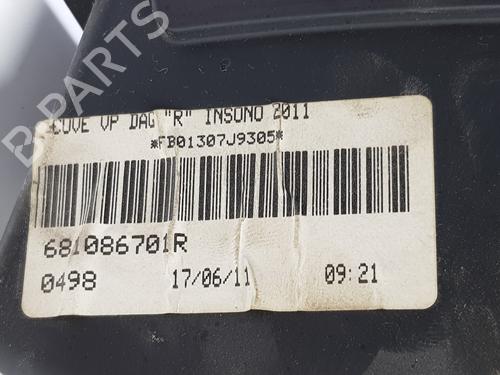 CUVE VP DAG "R" INSONO 2011
*FB01307J9305*
681086701R
0498 17/06/11 09:21
B-PARTS